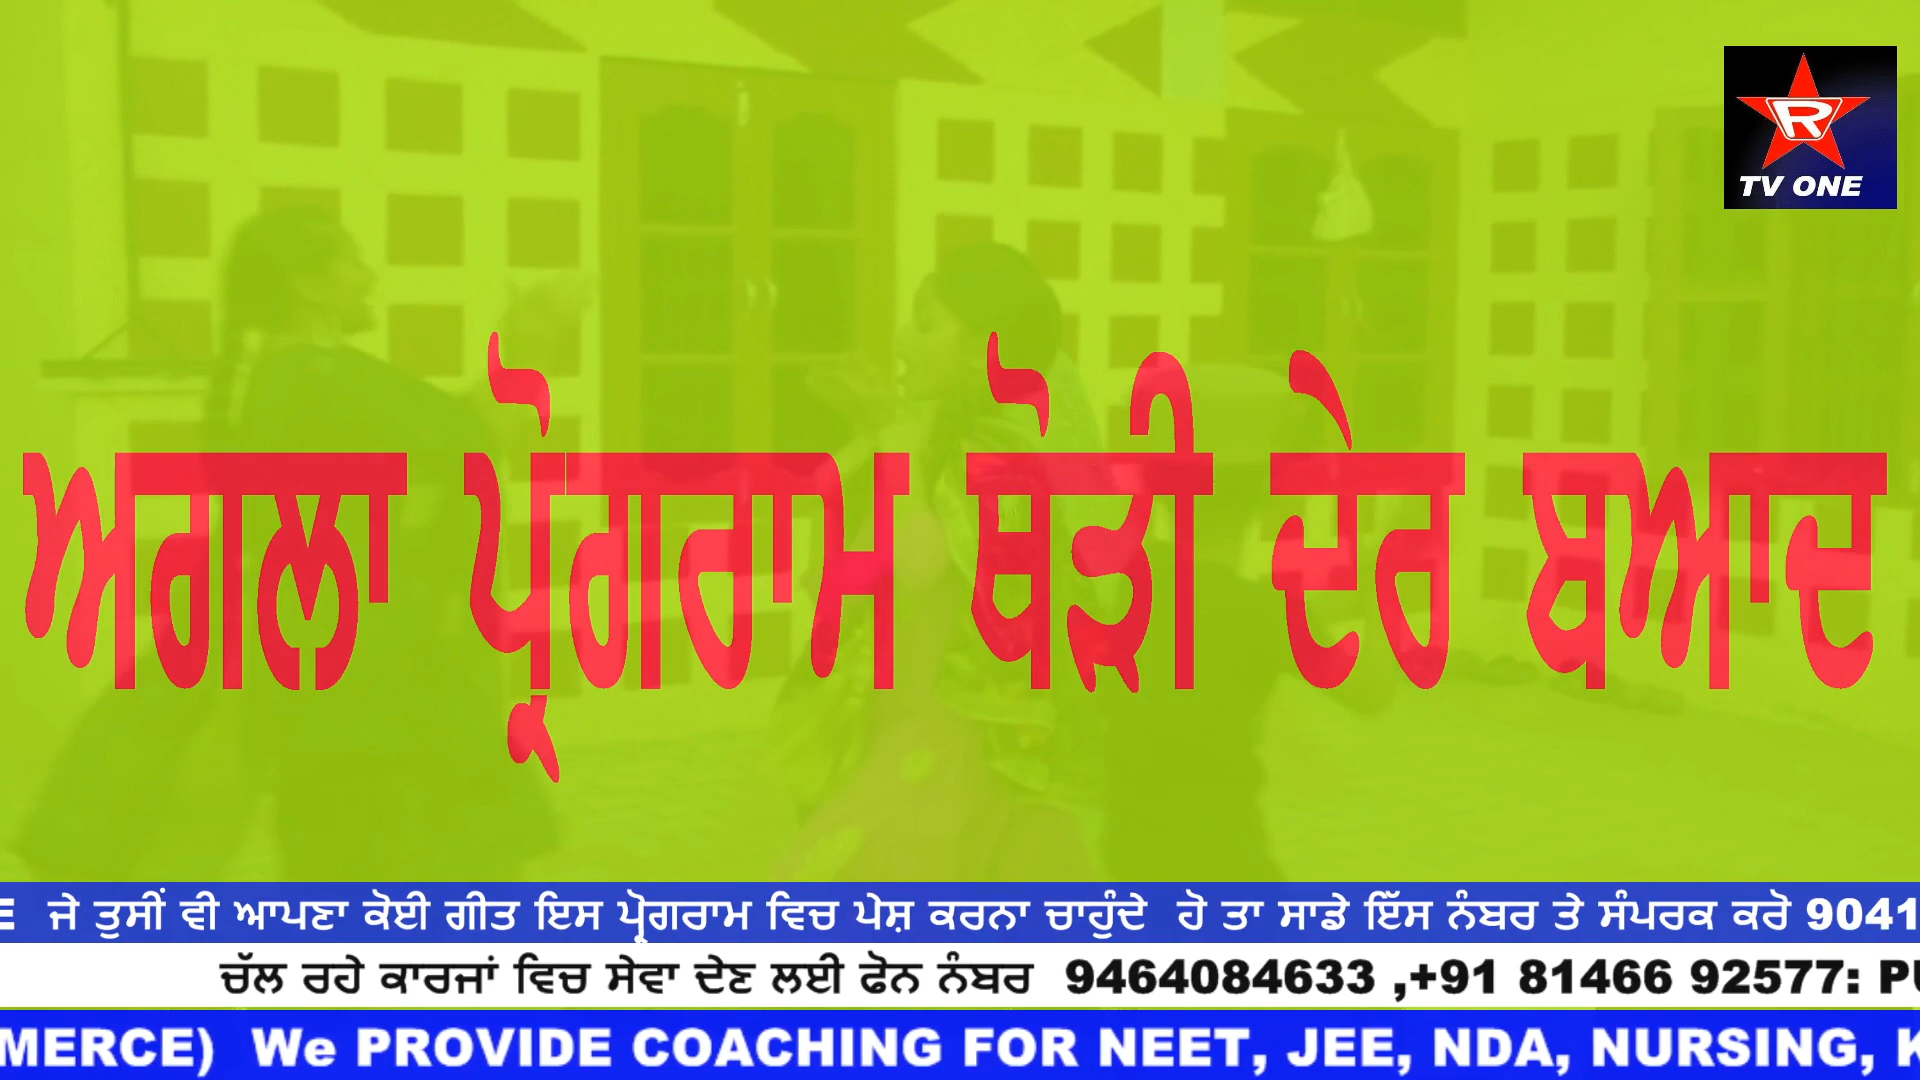 R
TV ONE
ਅਗਲਾ ਪ੍ਰੋਗਰਾਮ ਥੋੜੀ ਦੇਰ ਬਆਦ
E ਜੇ ਤੁਸੀਂ ਵੀ ਆਪਣਾ ਕੋਈ ਗੀਤ ਇਸ ਪ੍ਰੋਗਰਾਮ ਵਿਚ ਪੇਸ਼ ਕਰਨਾ ਚਾਹੁੰਦੇ ਹੋ ਤਾ ਸਾਡੇ ਇੱਸ ਨੰਬਰ ਤੇ ਸੰਪਰਕ ਕਰੋ 9041
ਚੱਲ ਰਹੇ ਕਾਰਜਾਂ ਵਿਚ ਸੇਵਾ ਦੇਣ ਲਈ ਫੋਨ ਨੰਬਰ 9464084633 ,+91 81466 92577: PU
MERCE) We PROVIDE COACHING FOR NEET, JEE, NDA, NURSING, K